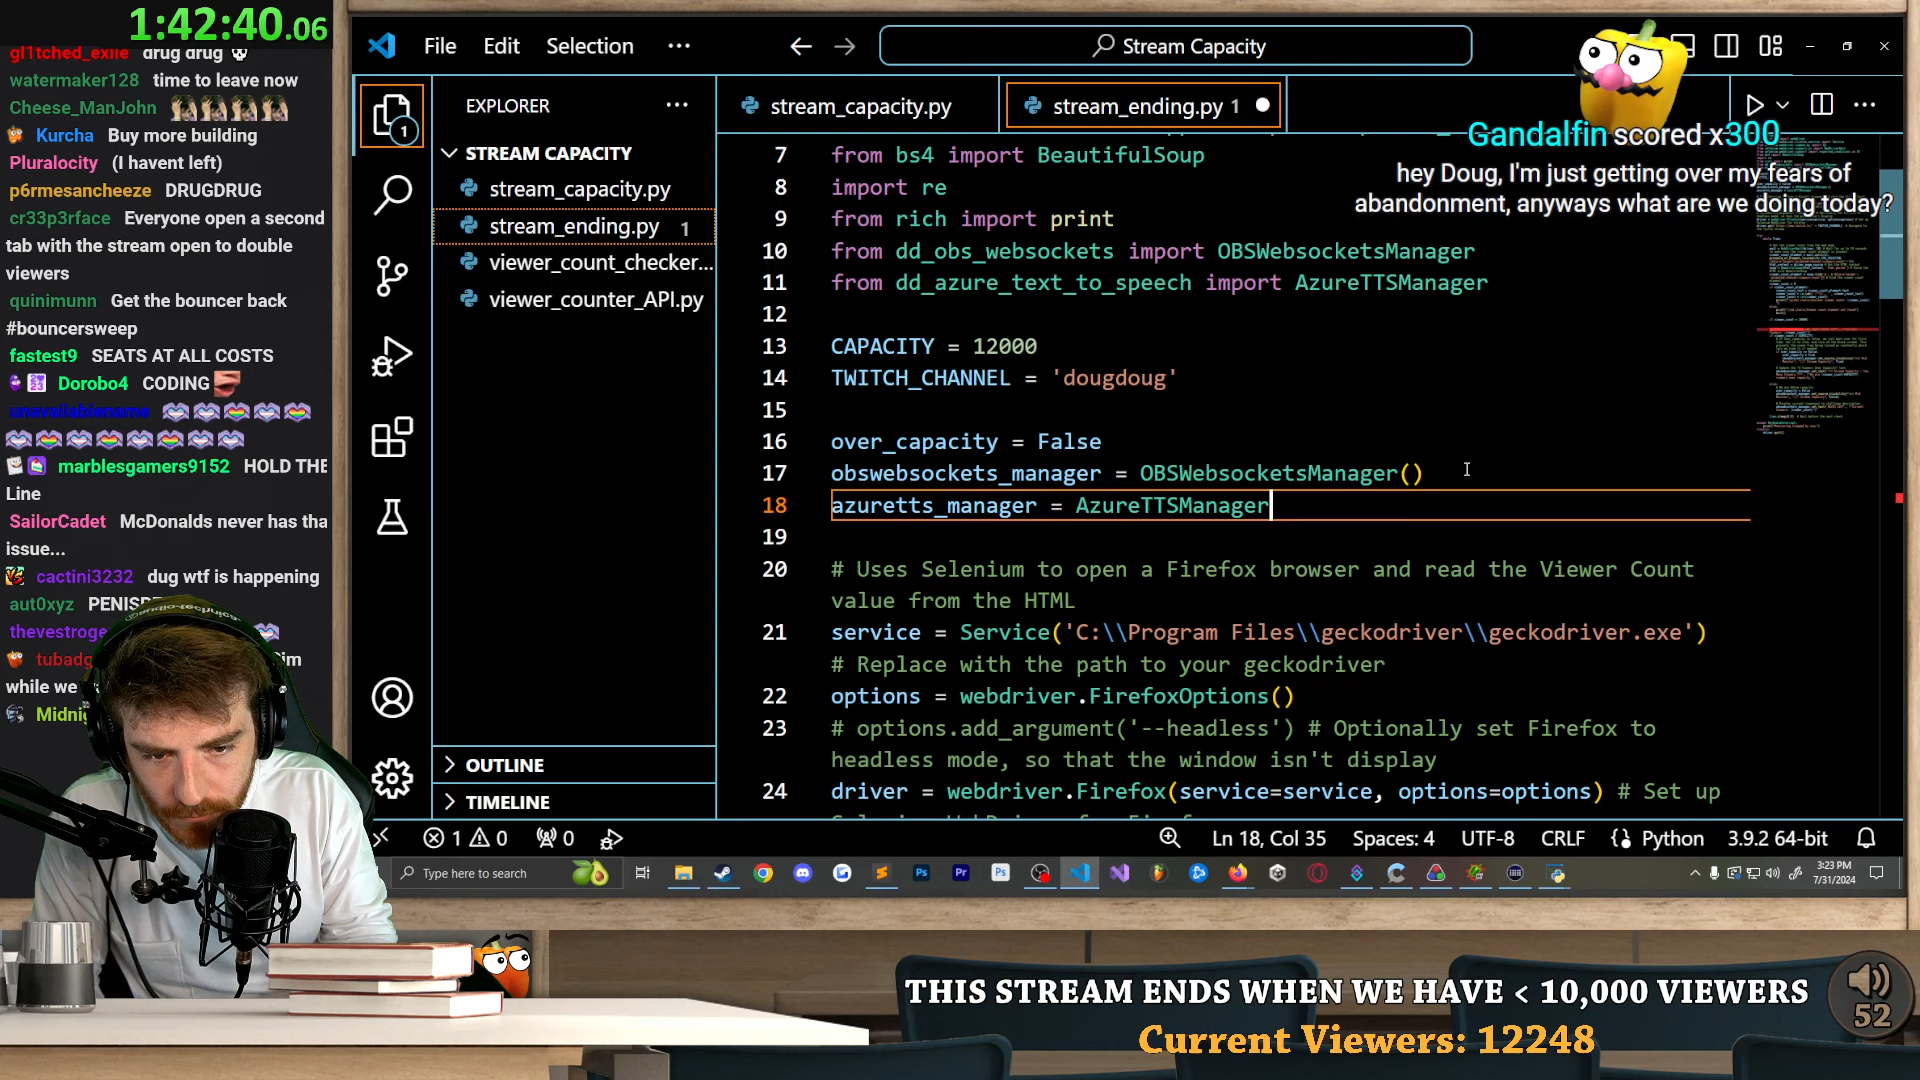 1:42:40.06
gl1tched_exile drug drug
watermaker128 time to leave now
Cheese_ManJohn
Kurcha Buy more building
Pluralocity (I havent left)
p6rmesancheeze DRUGDRUG
cr33p3rface Everyone open a second
tab with the stream open to double
viewers
quinimunn Get the bouncer back
#bouncersweep
fastest9 SEATS AT ALL COSTS
Dorobo4 CODING
unavailablename
marblesgamers9152 HOLD THE
Line
SailorCadet McDonalds never has tha
issue...
cactini3232 dug wtf is happening
aut0xyz
thevestroge
tubadg
while we
Midnig
File Edit Selection ···
Stream Capacity
EXPLORER ···
STREAM CAPACITY
stream_capacity.py
stream_ending.py 1
viewer_count_checker...
viewer_counter_API.py
OUTLINE
TIMELINE
1
stream_capacity.py stream_ending.py 1
Gandalfin scored x300
hey Doug, I'm just getting over my fears of
abandonment, anyways what are we doing today?
7 from bs4 import BeautifulSoup
8 import re
9 from rich import print
10 from dd_obs_websockets import OBSWebsocketsManager
11 from dd_azure_text_to_speech import AzureTTSManager
12
13 CAPACITY = 12000
14 TWITCH_CHANNEL = 'dougdoug'
15
16 over_capacity = False
17 obswebsockets_manager = OBSWebsocketsManager()
18 azuretts_manager = AzureTTSManager
19
20 # Uses Selenium to open a Firefox browser and read the Viewer Count
value from the HTML
21 service = Service('C:\\Program Files\\geckodriver\\geckodriver.exe')
# Replace with the path to your geckodriver
22 options = webdriver.FirefoxOptions()
23 # options.add_argument('--headless') # Optionally set Firefox to
headless mode, so that the window isn't display
24 driver = webdriver.Firefox(service=service, options=options) # Set up
1 0 0 Ln 18, Col 35 Spaces: 4 UTF-8 CRLF Python 3.9.2 64-bit
Type here to search
Ps Pr Ps
3:23 PM
7/31/2024
THIS STREAM ENDS WHEN WE HAVE < 10,000 VIEWERS
Current Viewers: 12248
52